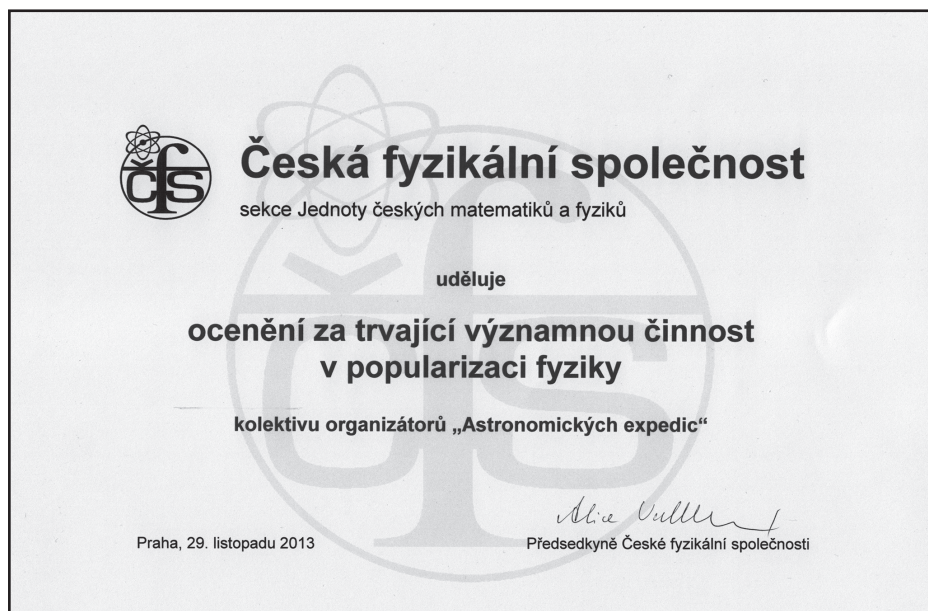 ČfS
Česká fyzikální společnost
sekce Jednoty českých matematiků a fyziků
uděluje
ocenění za trvající významnou činnost
v popularizaci fyziky
kolektivu organizátorů „Astronomických expedic“
Alice
Praha, 29. listopadu 2013
Předsedkyně České fyzikální společnosti